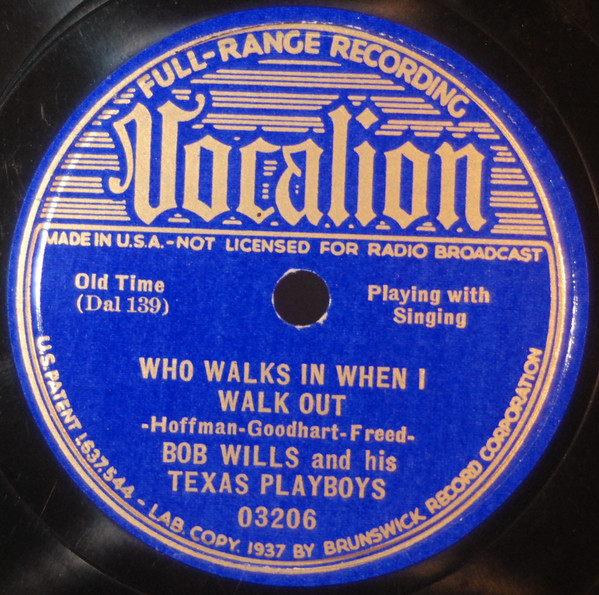 FULL-RANGE RECORDING
Vocalion
MADE IN U.S.A.-NOT LICENSED FOR RADIO BROADCAST
Old Time
(Dal 139)
Playing with
Singing
WHO WALKS IN WHEN I
WALK OUT
-Hoffman-Goodhart-Freed-
BOB WILLS and his
TEXAS PLAYBOYS
03206
U.S. PATENT 1,637,544 - LAB. COPY. 1937 BY BRUNSWICK RECORD CORPORATION